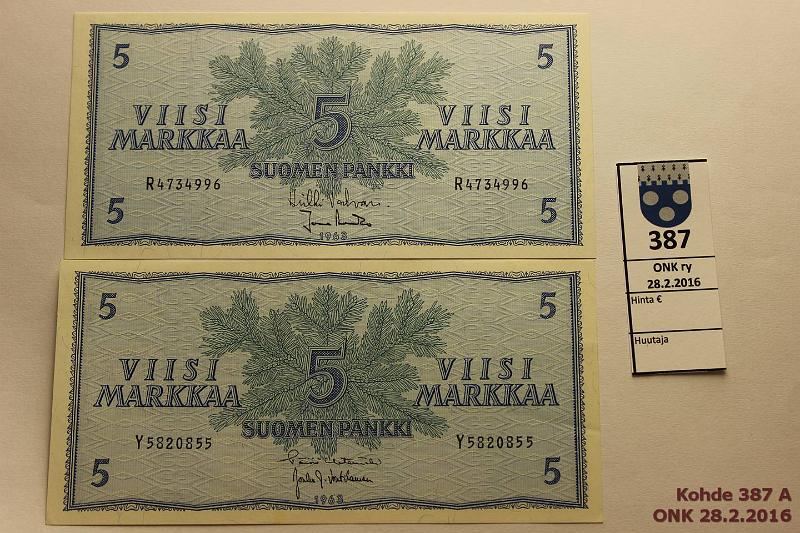 5 5
VIISI 5 VIISI
MARKKAA MARKKAA
SUOMEN PANKKI
R4734996 R4734996
5 5
1963
5 5
VIISI 5 VIISI
MARKKAA MARKKAA
SUOMEN PANKKI
Y5820855 Y5820855
5 5
1963
387
ONK ry
28.2.2016
Hinta €
Huutaja
Kohde 387 A
ONK 28.2.2016